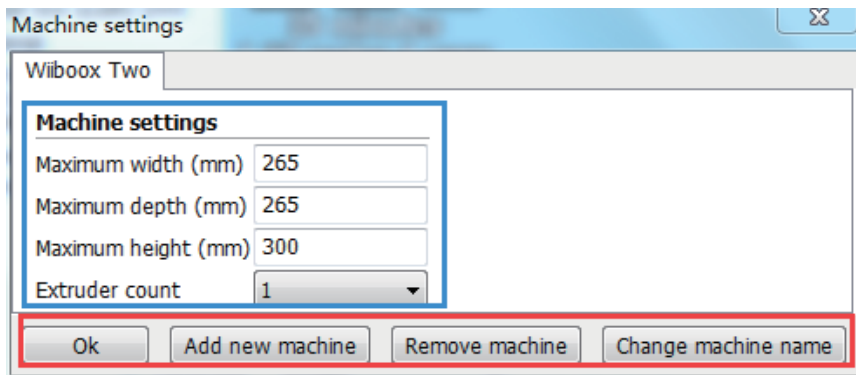 Machine settings
Wiiboox Two
Machine settings
Maximum width (mm) 265
Maximum depth (mm) 265
Maximum height (mm) 300
Extruder count 1
Ok Add new machine Remove machine Change machine name